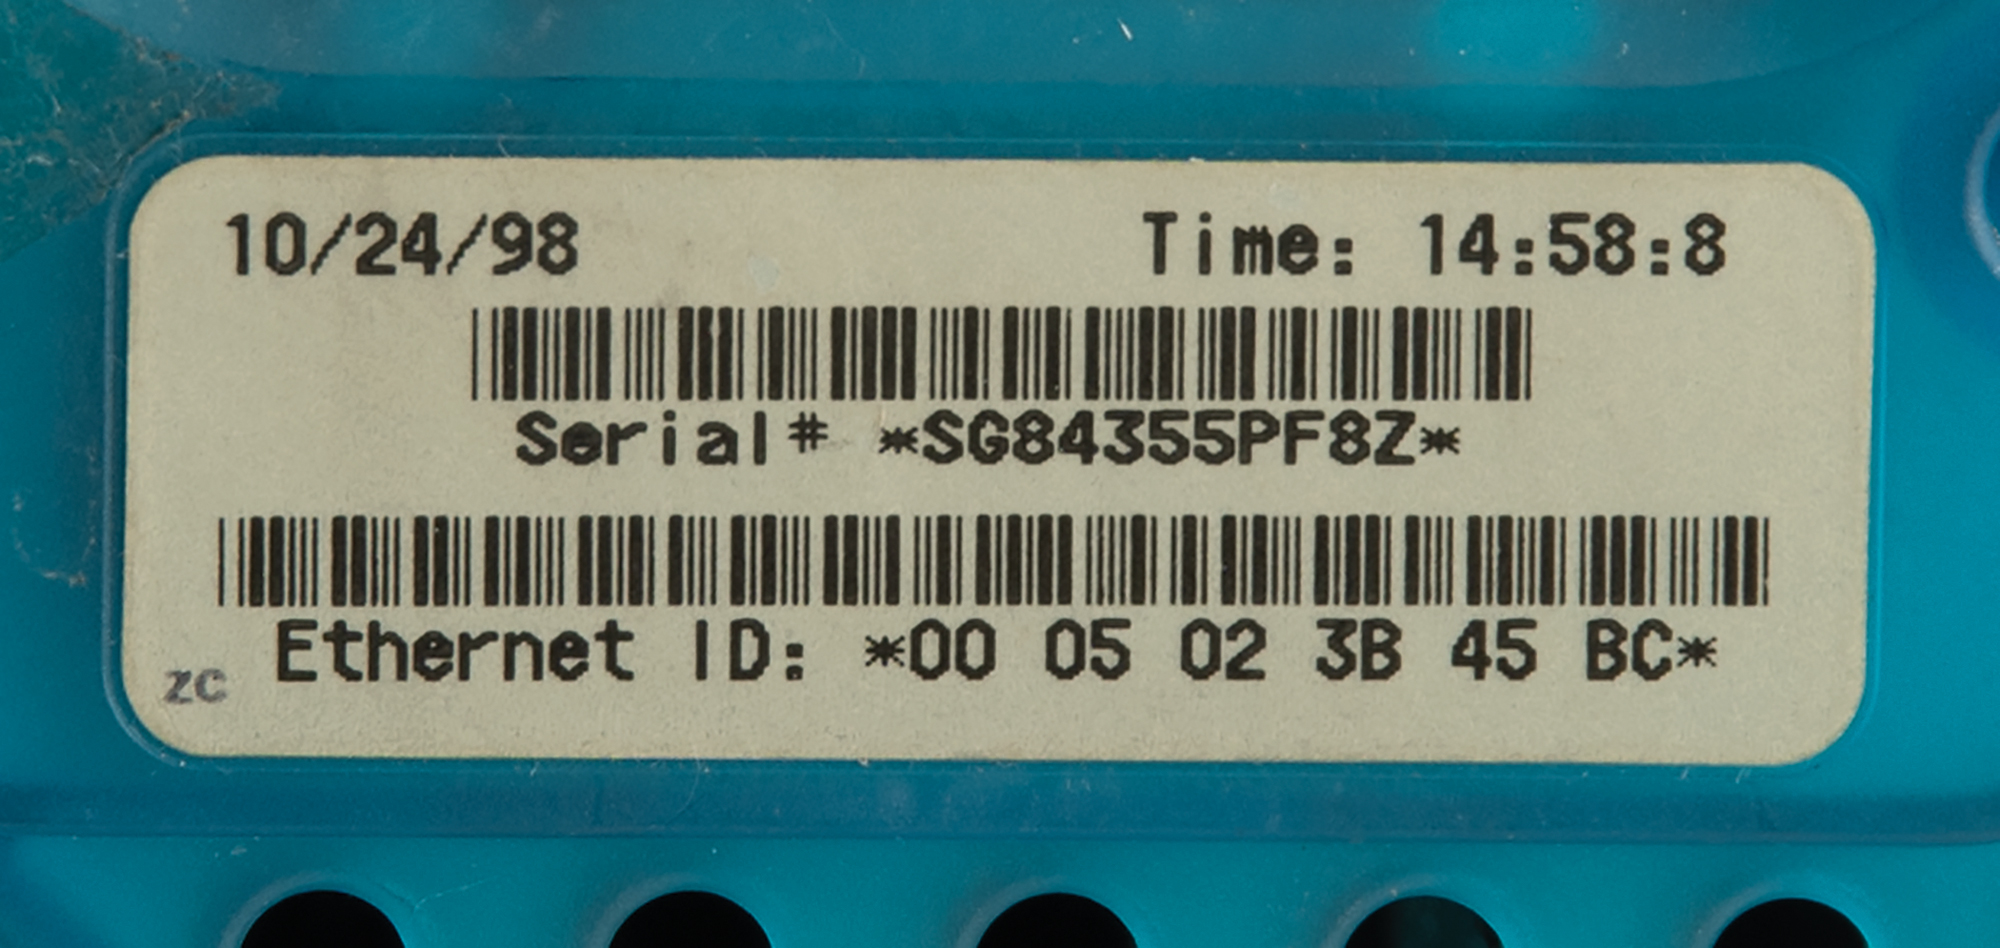 10/24/98 Time: 14:58:8
Serial# *SG84355PF8Z*
Ethernet ID: *00 05 02 3B 45 BC*
ZC